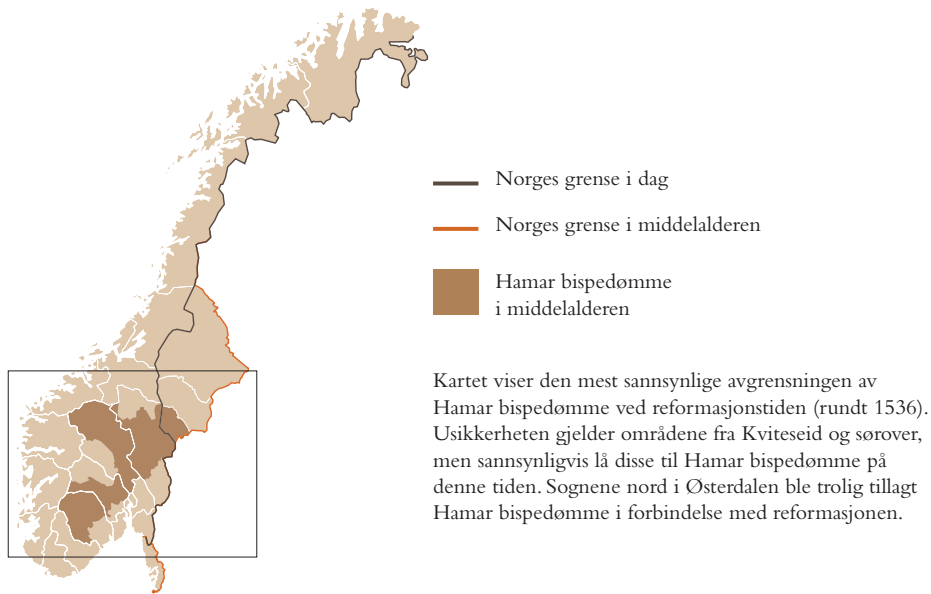 Norges grense i dag
Norges grense i middelalderen
Hamar bispedømme
i middelalderen
Kartet viser den mest sannsynlige avgrensningen av
Hamar bispedømme ved reformasjonstiden (rundt 1536).
Usikkerheten gjelder områdene fra Kviteseid og sørover,
men sannsynligvis lå disse til Hamar bispedømme på
denne tiden. Sognene nord i Østerdalen ble trolig tillagt
Hamar bispedømme i forbindelse med reformasjonen.